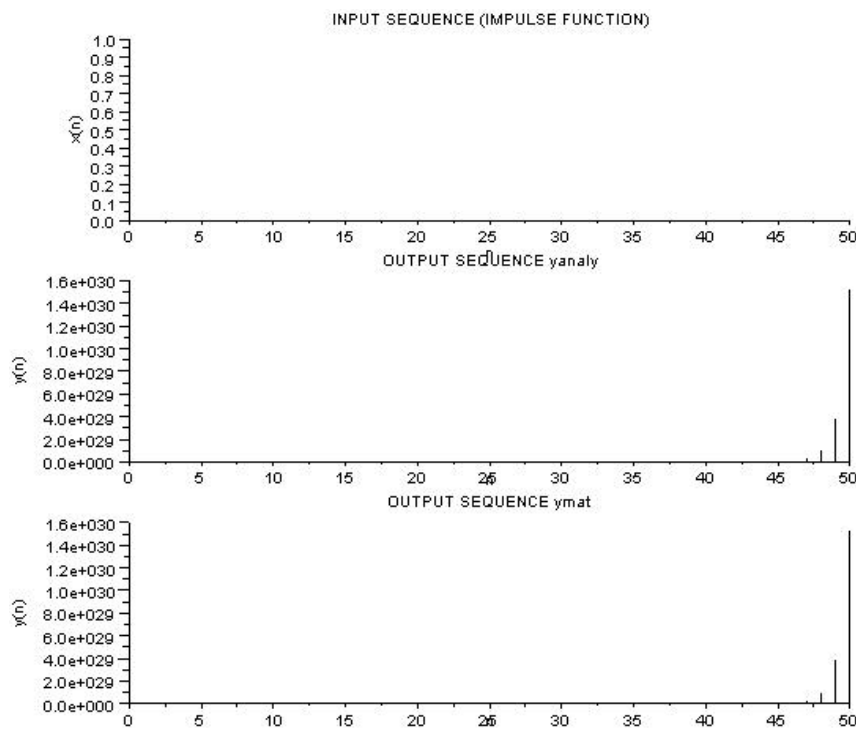 INPUT SEQUENCE (IMPULSE FUNCTION)
1.0
0.9
0.8
0.7
0.6
0.5
0.4
0.3
0.2
0.1
0.0
x(n)
0 5 10 15 20 25 30 35 40 45 50
n
OUTPUT SEQUENCE yanaly
1.6e+030
1.4e+030
1.2e+030
1.0e+030
8.0e+029
6.0e+029
4.0e+029
2.0e+029
0.0e+000
y(n)
0 5 10 15 20 25 30 35 40 45 50
n
OUTPUT SEQUENCE ymat
1.6e+030
1.4e+030
1.2e+030
1.0e+030
8.0e+029
6.0e+029
4.0e+029
2.0e+029
0.0e+000
y(n)
0 5 10 15 20 25 30 35 40 45 50
n